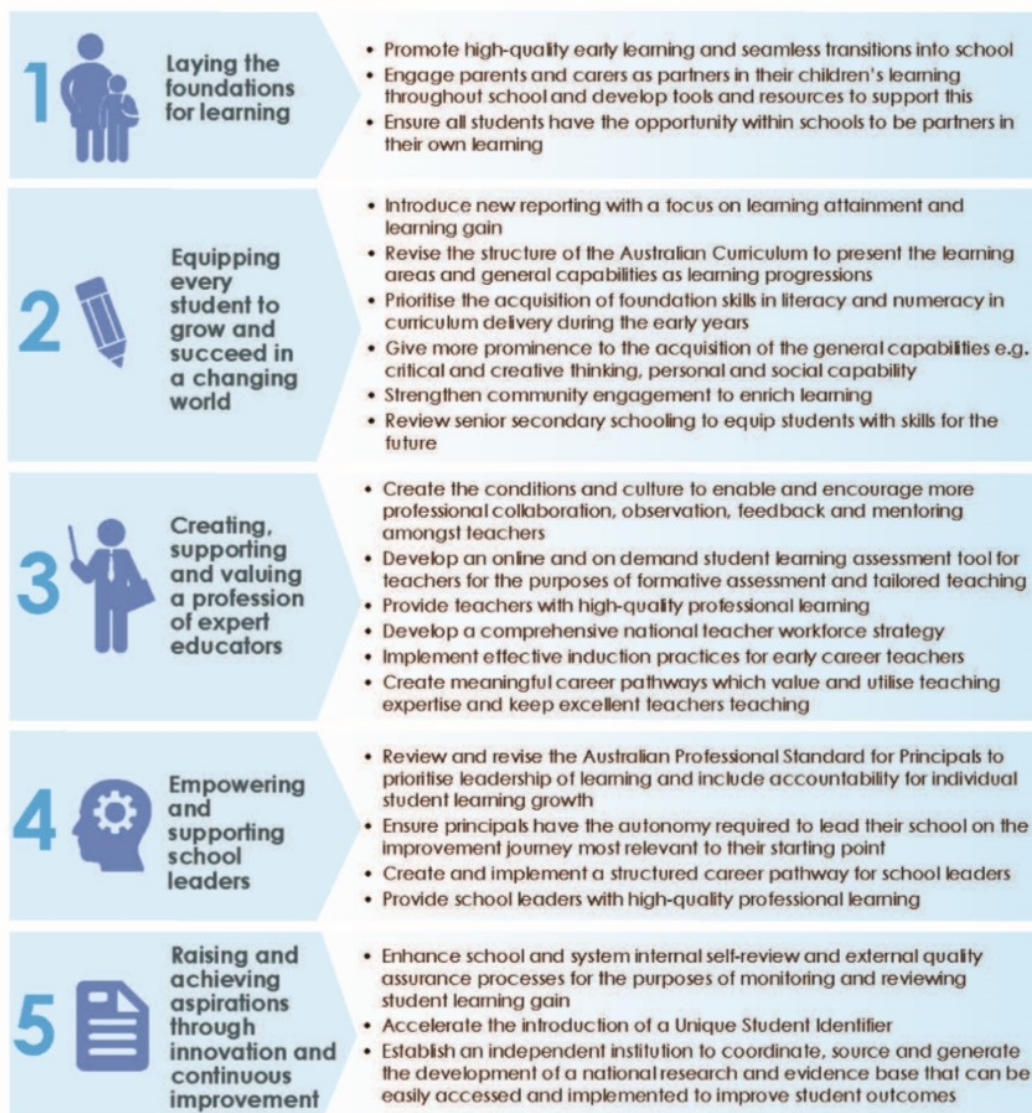 1
Laying the
foundations
for learning
• Promote high-quality early learning and seamless transitions into school
• Engage parents and carers as partners in their children's learning
throughout school and develop tools and resources to support this
• Ensure all students have the opportunity within schools to be partners in
their own learning
2
Equipping
every
student to
grow and
succeed in
a changing
world
• Introduce new reporting with a focus on learning attainment and
learning gain
• Revise the structure of the Australian Curriculum to present the learning
areas and general capabilities as learning progressions
• Prioritise the acquisition of foundation skills in literacy and numeracy in
curriculum delivery during the early years
• Give more prominence to the acquisition of the general capabilities e.g.
critical and creative thinking, personal and social capability
• Strengthen community engagement to enrich learning
• Review senior secondary schooling to equip students with skills for the
future
3
Creating,
supporting
and valuing
a profession
of expert
educators
• Create the conditions and culture to enable and encourage more
professional collaboration, observation, feedback and mentoring
amongst teachers
• Develop an online and on demand student learning assessment tool for
teachers for the purposes of formative assessment and tailored teaching
• Provide teachers with high-quality professional learning
• Develop a comprehensive national teacher workforce strategy
• Implement effective induction practices for early career teachers
• Create meaningful career pathways which value and utilise teaching
expertise and keep excellent teachers teaching
4
Empowering
and
supporting
school
leaders
• Review and revise the Australian Professional Standard for Principals to
prioritise leadership of learning and include accountability for individual
student learning growth
• Ensure principals have the autonomy required to lead their school on the
improvement journey most relevant to their starting point
• Create and implement a structured career pathway for school leaders
• Provide school leaders with high-quality professional learning
5
Raising and
achieving
aspirations
through
innovation and
continuous
improvement
• Enhance school and system internal self-review and external quality
assurance processes for the purposes of monitoring and reviewing
student learning gain
• Accelerate the introduction of a Unique Student Identifier
• Establish an independent institution to coordinate, source and generate
the development of a national research and evidence base that can be
easily accessed and implemented to improve student outcomes